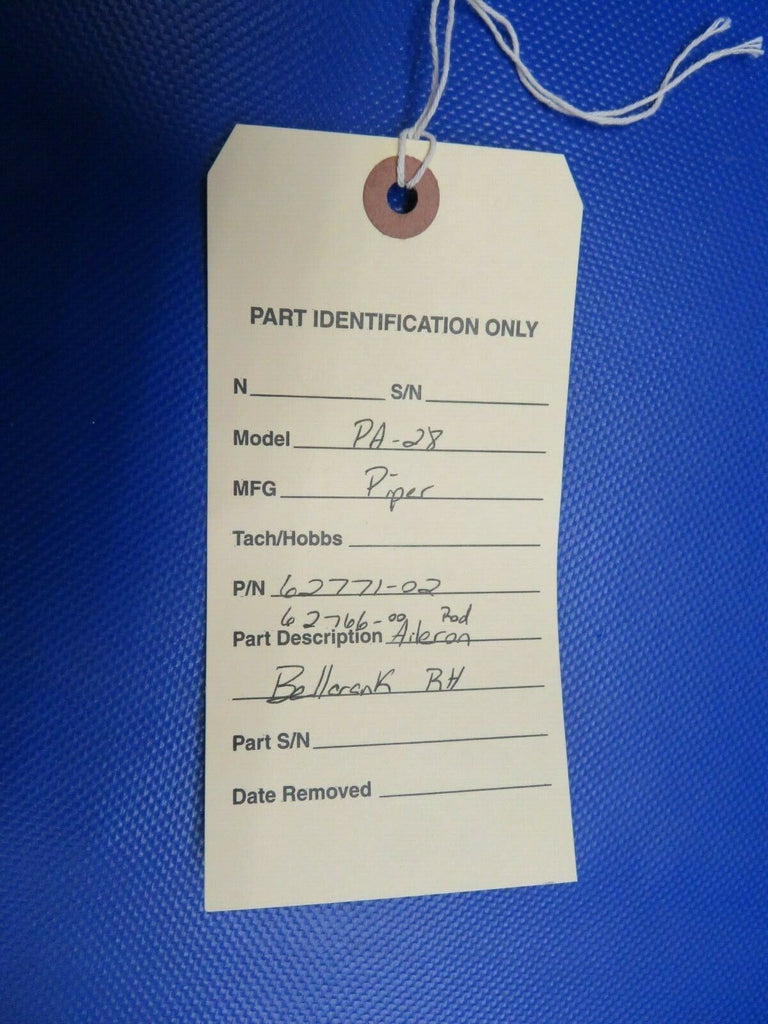 PART IDENTIFICATION ONLY
N S/N
Model PA-28
MFG Piper
Tach/Hobbs
P/N 62771-02
62766-00 Rod
Part Description Aileron
Bellcrank RH
Part S/N
Date Removed